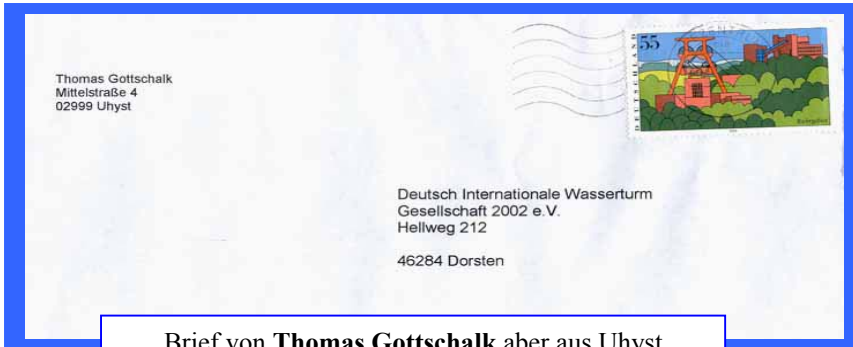 Thomas Gottschalk
Mittelstraße 4
02999 Uhyst
55
DEUTSCHLAND
Deutsch Internationale Wasserturm
Gesellschaft 2002 e.V.
Hellweg 212
46284 Dorsten
Brief von Thomas Gottschalk aber aus Uhyst